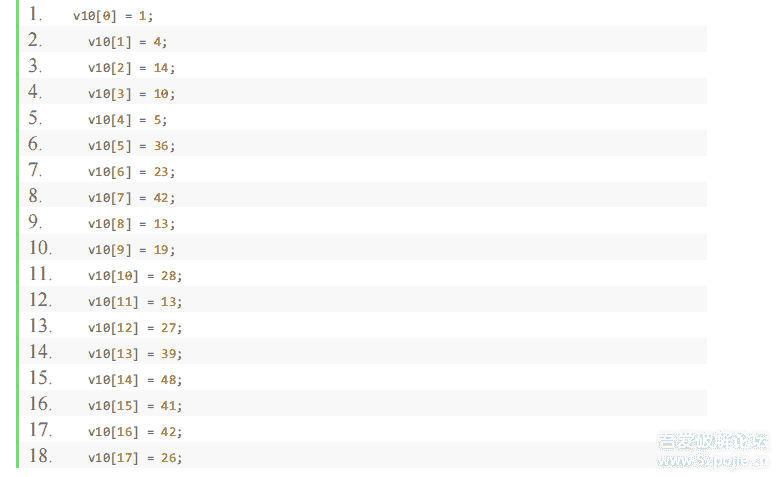 1. v10[0] = 1;
2. v10[1] = 4;
3. v10[2] = 14;
4. v10[3] = 10;
5. v10[4] = 5;
6. v10[5] = 36;
7. v10[6] = 23;
8. v10[7] = 42;
9. v10[8] = 13;
10. v10[9] = 19;
11. v10[10] = 28;
12. v10[11] = 13;
13. v10[12] = 27;
14. v10[13] = 39;
15. v10[14] = 48;
16. v10[15] = 41;
17. v10[16] = 42;
18. v10[17] = 26;
吾爱破解论坛
www.52pojie.cn